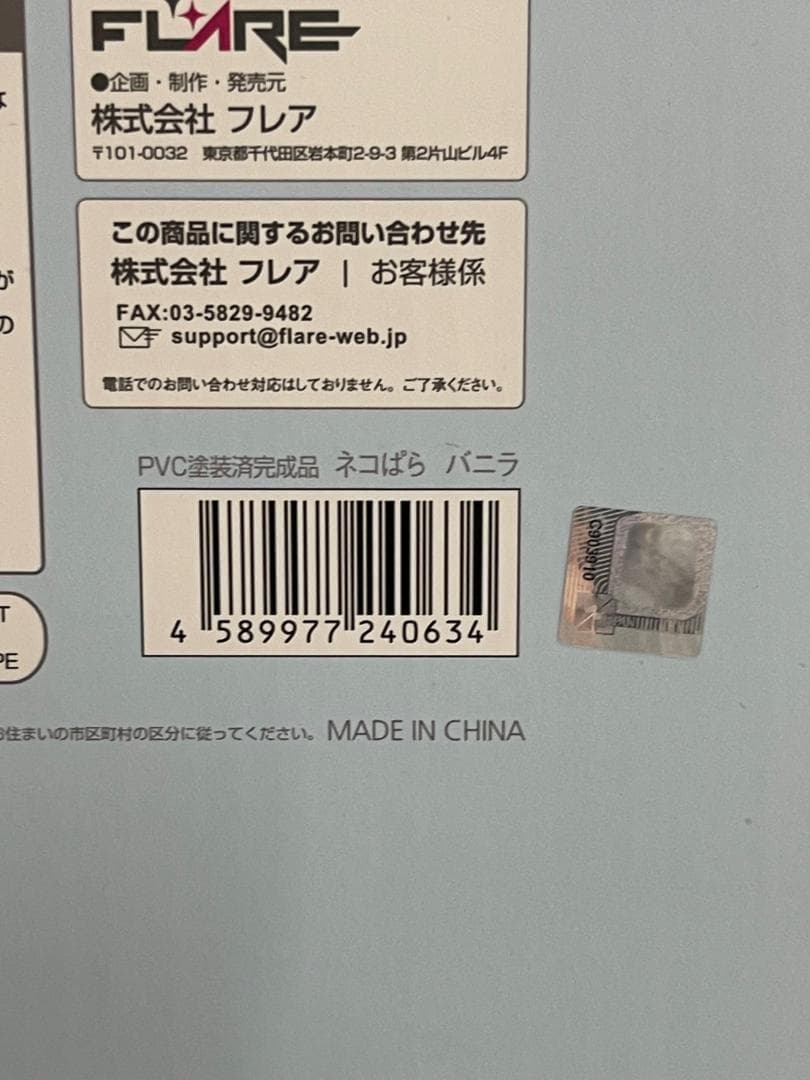 FLARE
●企画・制作・発売元
株式会社 フレア
〒101-0032 東京都千代田区岩本町2-9-3 第2片山ビル4F
この商品に関するお問い合わせ先
株式会社 フレア | お客様係
FAX:03-5829-9482
support@flare-web.jp
電話でのお問い合わせ対応はしておりません。ご了承ください。
が
の
PVC塗装済完成品 ネコぱら バニラ
4 589977 240634
T
PE
お住まいの市区町村の区分に従ってください。 MADE IN CHINA